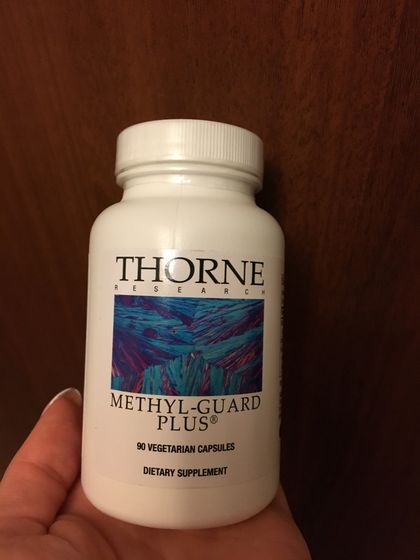 THORNE
RESEARCH
METHYL-GUARD
PLUS®
90 VEGETARIAN CAPSULES
DIETARY SUPPLEMENT